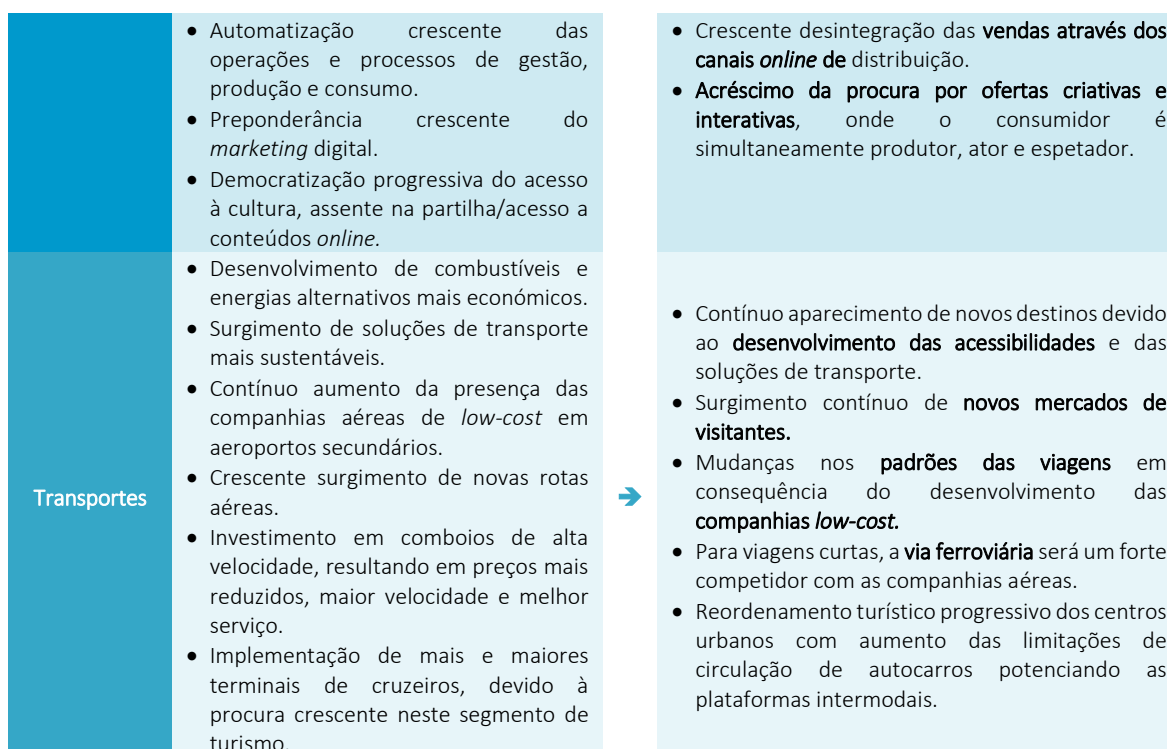 • Automatização crescente das
operações e processos de gestão,
produção e consumo.
• Preponderância crescente do
marketing digital.
• Democratização progressiva do acesso
à cultura, assente na partilha/acesso a
conteúdos online.
• Crescente desintegração das vendas através dos
canais online de distribuição.
• Acréscimo da procura por ofertas criativas e
interativas, onde o consumidor é
simultaneamente produtor, ator e espetador.
Transportes
• Desenvolvimento de combustíveis e
energias alternativos mais económicos.
• Surgimento de soluções de transporte
mais sustentáveis.
• Contínuo aumento da presença das
companhias aéreas de low-cost em
aeroportos secundários.
• Crescente surgimento de novas rotas
aéreas.
• Investimento em comboios de alta
velocidade, resultando em preços mais
reduzidos, maior velocidade e melhor
serviço.
• Implementação de mais e maiores
terminais de cruzeiros, devido à
procura crescente neste segmento de
turismo.
➔
• Contínuo aparecimento de novos destinos devido
ao desenvolvimento das acessibilidades e das
soluções de transporte.
• Surgimento contínuo de novos mercados de
visitantes.
• Mudanças nos padrões das viagens em
consequência do desenvolvimento das
companhias low-cost.
• Para viagens curtas, a via ferroviária será um forte
competidor com as companhias aéreas.
• Reordenamento turístico progressivo dos centros
urbanos com aumento das limitações de
circulação de autocarros potenciando as
plataformas intermodais.